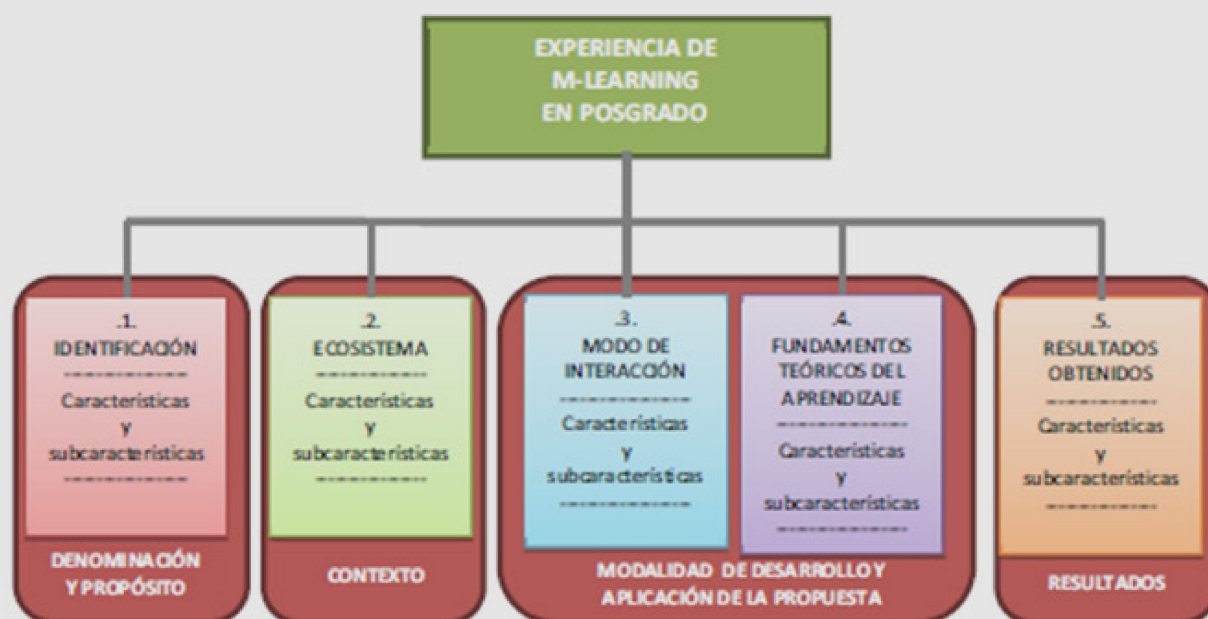 EXPERIENCIA DE
M-LEARNING
EN POSGRADO
.1.
IDENTIFICACIÓN
---------------
Características
y
subcaracterísticas
---------------
DENOMINACIÓN
Y PROPÓSITO
.2.
ECOSISTEMA
---------------
Características
y
subcaracterísticas
---------------
CONTEXTO
.3.
MODO DE
INTERACCIÓN
---------------
Características
y
subcaracterísticas
---------------
.4.
FUNDAMENTOS
TEÓRICOS DEL
APRENDIZAJE
---------------
Características
y
subcaracterísticas
---------------
MODALIDAD DE DESARROLLO Y
APLICACIÓN DE LA PROPUESTA
.5.
RESULTADOS
OBTENIDOS
---------------
Características
y
subcaracterísticas
---------------
RESULTADOS